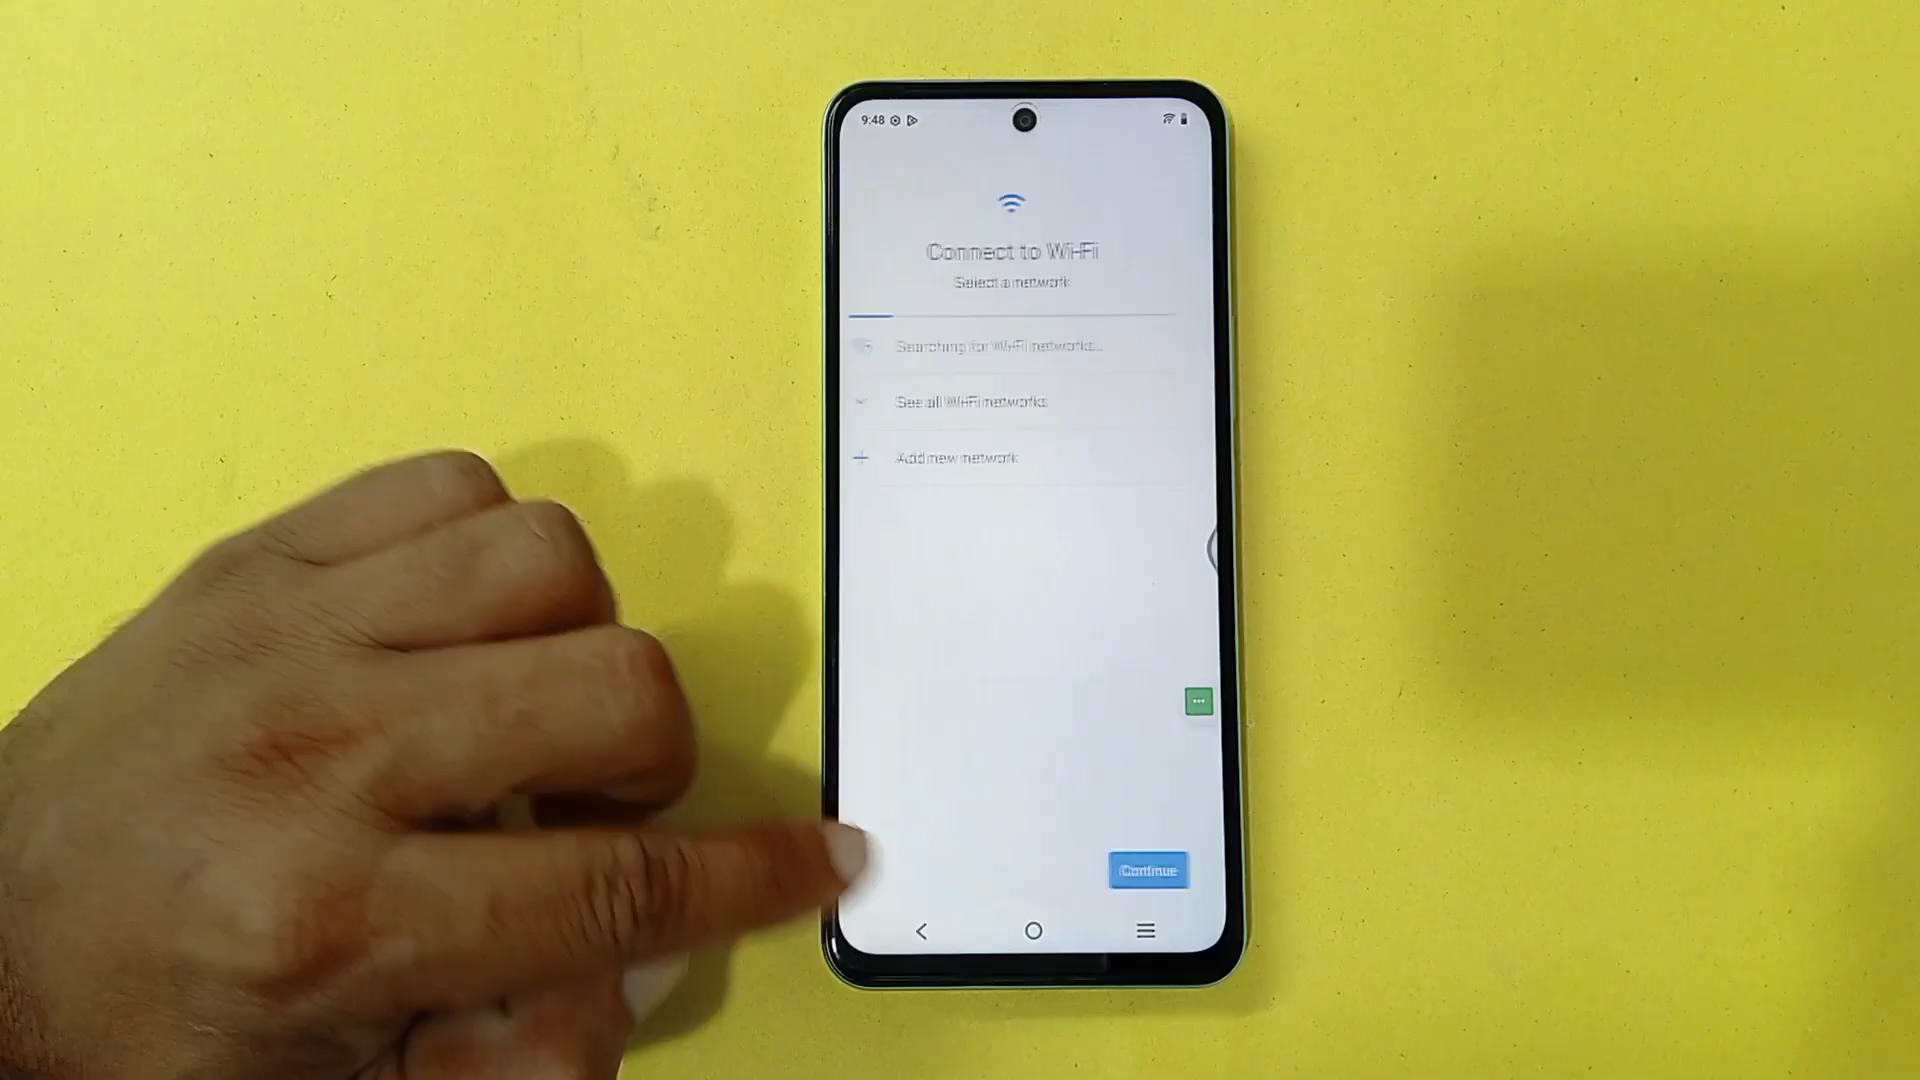 9:48
Connect to Wi-Fi
Select a network
Searching for Wi-Fi networks...
See all Wi-Fi networks
Add new network
Continue